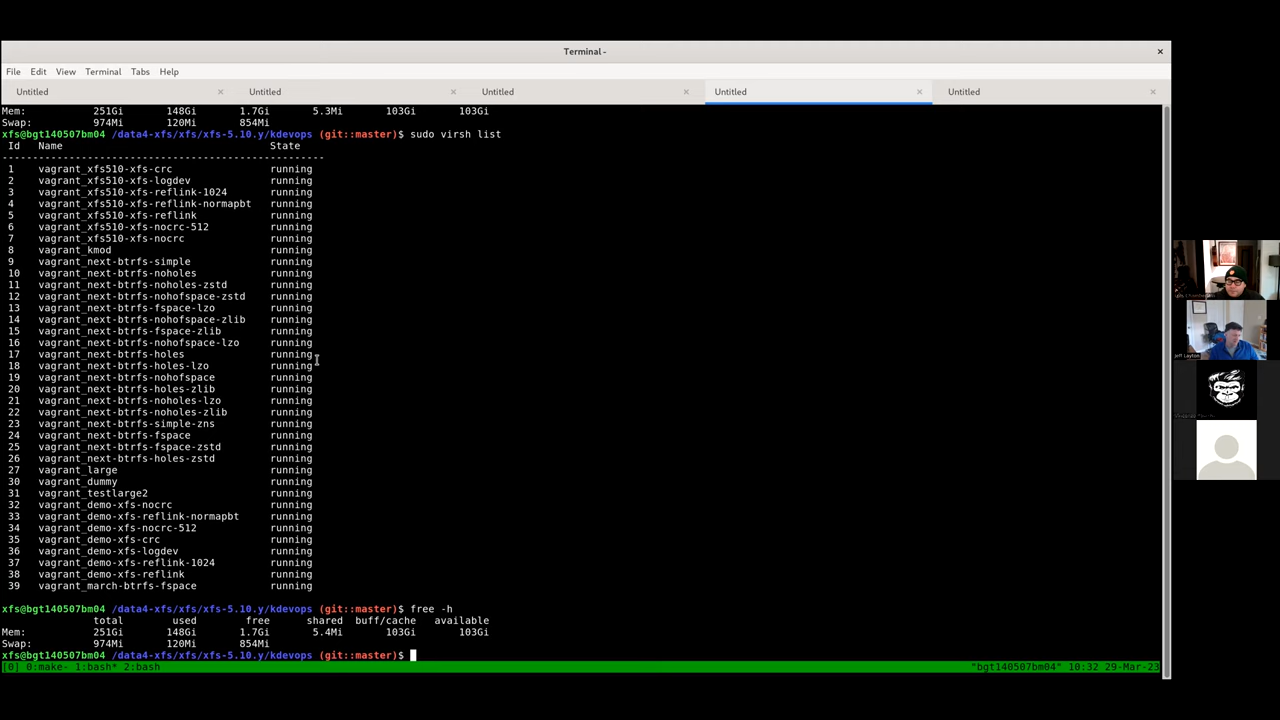 Terminal -
File Edit View Terminal Tabs Help
Untitled Untitled Untitled Untitled Untitled
Mem: 251Gi 148Gi 1.7Gi 5.3Mi 103Gi 103Gi
Swap: 974Mi 120Mi 854Mi
xfs@bgt140507bm04 /data4-xfs/xfs/xfs-5.10.y/kdevops (git::master)$ sudo virsh list
Id Name State
----------------------------------------------------
1 vagrant_xfs510-xfs-crc running
2 vagrant_xfs510-xfs-logdev running
3 vagrant_xfs510-xfs-reflink-1024 running
4 vagrant_xfs510-xfs-reflink-normapbt running
5 vagrant_xfs510-xfs-reflink running
6 vagrant_xfs510-xfs-nocrc-512 running
7 vagrant_xfs510-xfs-nocrc running
8 vagrant_kmod running
9 vagrant_next-btrfs-simple running
10 vagrant_next-btrfs-noholes running
11 vagrant_next-btrfs-noholes-zstd running
12 vagrant_next-btrfs-nohofspace-zstd running
13 vagrant_next-btrfs-fspace-lzo running
14 vagrant_next-btrfs-nohofspace-zlib running
15 vagrant_next-btrfs-fspace-zlib running
16 vagrant_next-btrfs-nohofspace-lzo running
17 vagrant_next-btrfs-holes running
18 vagrant_next-btrfs-holes-lzo running
19 vagrant_next-btrfs-nohofspace running
20 vagrant_next-btrfs-holes-zlib running
21 vagrant_next-btrfs-noholes-lzo running
22 vagrant_next-btrfs-noholes-zlib running
23 vagrant_next-btrfs-simple-zns running
24 vagrant_next-btrfs-fspace running
25 vagrant_next-btrfs-fspace-zstd running
26 vagrant_next-btrfs-holes-zstd running
27 vagrant_large running
30 vagrant_dummy running
31 vagrant_testlarge2 running
32 vagrant_demo-xfs-nocrc running
33 vagrant_demo-xfs-reflink-normapbt running
34 vagrant_demo-xfs-nocrc-512 running
35 vagrant_demo-xfs-crc running
36 vagrant_demo-xfs-logdev running
37 vagrant_demo-xfs-reflink-1024 running
38 vagrant_demo-xfs-reflink running
39 vagrant_march-btrfs-fspace running
xfs@bgt140507bm04 /data4-xfs/xfs/xfs-5.10.y/kdevops (git::master)$ free -h
total used free shared buff/cache available
Mem: 251Gi 148Gi 1.7Gi 5.4Mi 103Gi 103Gi
Swap: 974Mi 120Mi 854Mi
xfs@bgt140507bm04 /data4-xfs/xfs/xfs-5.10.y/kdevops (git::master)$
[0] 0:make- 1:bash* 2:bash "bgt140507bm04" 10:32 29-Mar-23
Jeff Layton